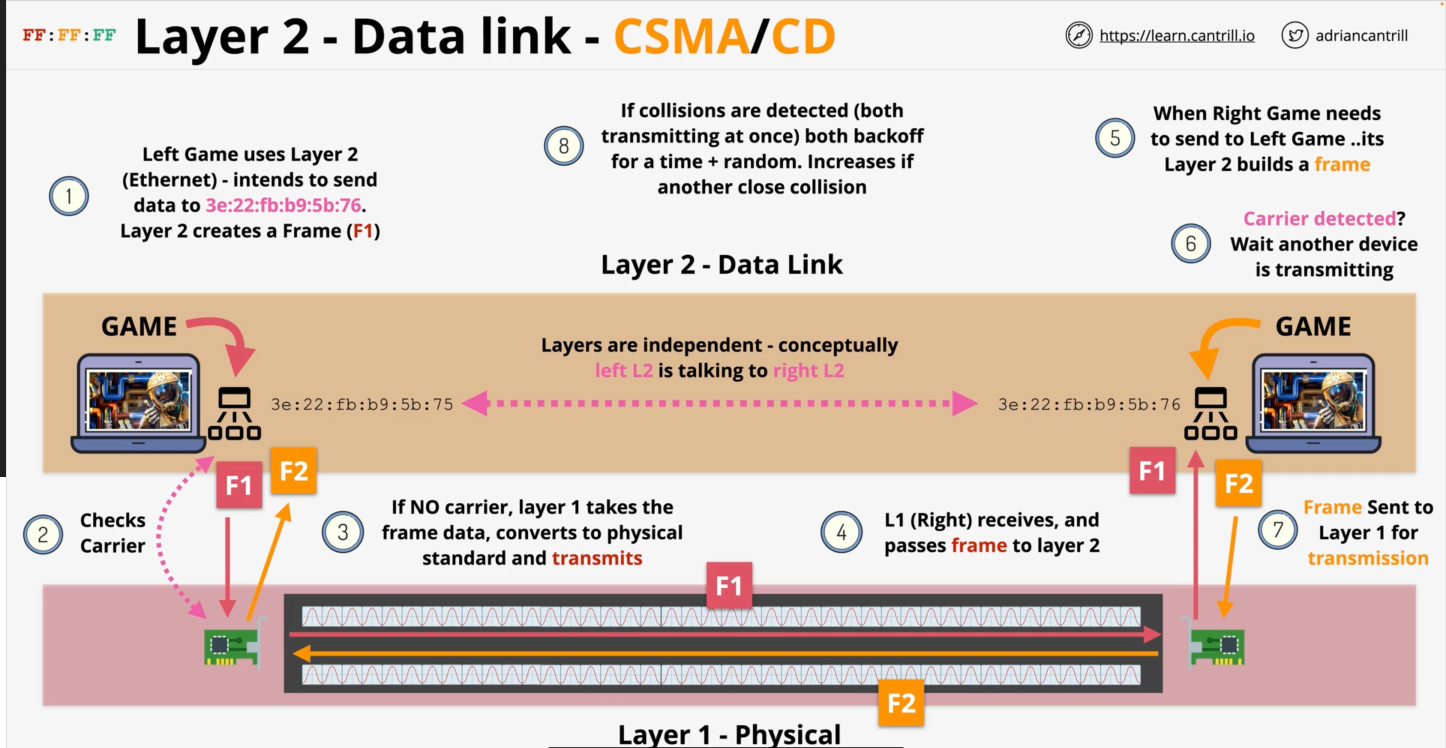 FF:FF:FF
Layer 2 - Data link - CSMA/CD
https://learn.cantrill.io
adriancantrill
1
Left Game uses Layer 2
(Ethernet) - intends to send
data to 3e:22:fb:b9:5b:76.
Layer 2 creates a Frame (F1)
8
If collisions are detected (both
transmitting at once) both backoff
for a time + random. Increases if
another close collision
5
When Right Game needs
to send to Left Game ..its
Layer 2 builds a frame
6
Carrier detected?
Wait another device
is transmitting
Layer 2 - Data Link
GAME
Layers are independent - conceptually
left L2 is talking to right L2
GAME
3e:22:fb:b9:5b:75
3e:22:fb:b9:5b:76
F1
F2
F1
F2
2
Checks
Carrier
3
If NO carrier, layer 1 takes the
frame data, converts to physical
standard and transmits
4
L1 (Right) receives, and
passes frame to layer 2
7
Frame Sent to
Layer 1 for
transmission
F1
F2
Layer 1 - Physical